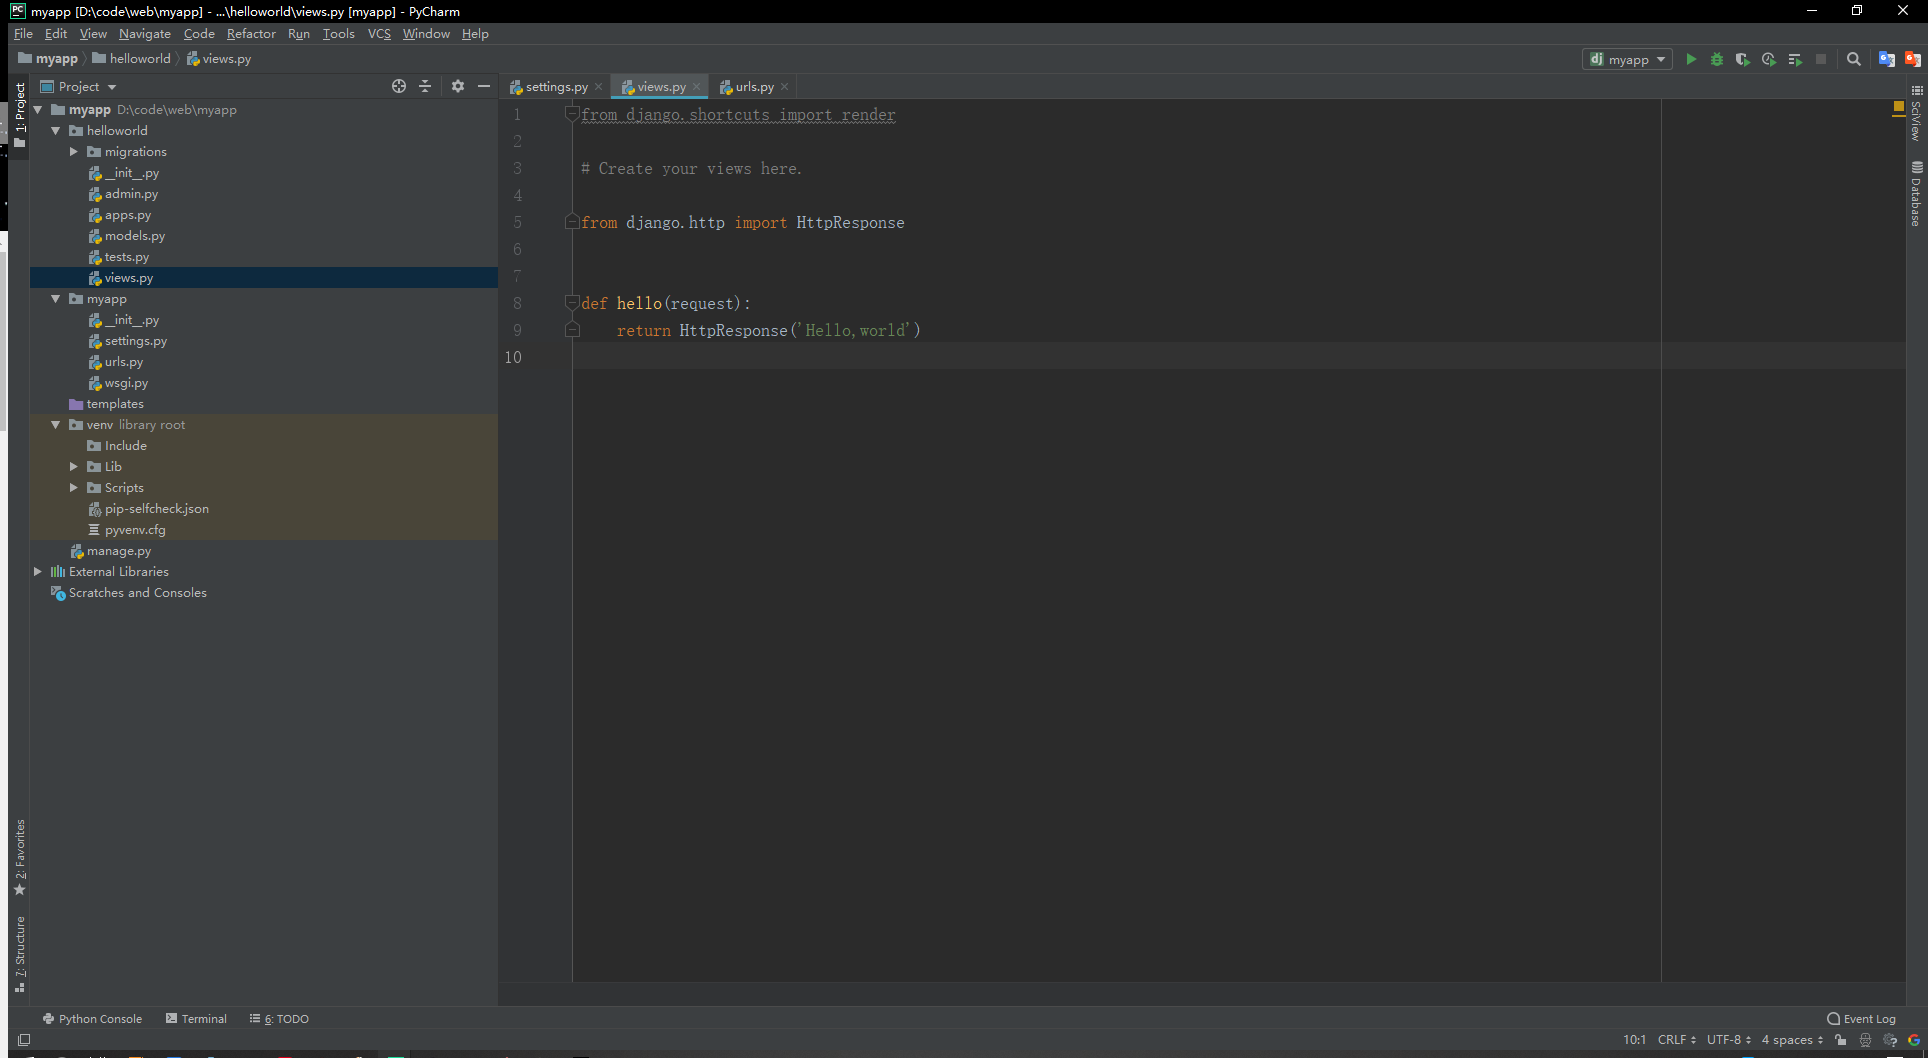 myapp [D:\code\web\myapp] - ...\helloworld\views.py [myapp] - PyCharm
File Edit View Navigate Code Refactor Run Tools VCS Window Help
myapp helloworld views.py
dj myapp
1: Project
Project
myapp D:\code\web\myapp
helloworld
migrations
__init__.py
admin.py
apps.py
models.py
tests.py
views.py
myapp
__init__.py
settings.py
urls.py
wsgi.py
templates
venv library root
Include
Lib
Scripts
pip-selfcheck.json
pyvenv.cfg
manage.py
External Libraries
Scratches and Consoles
2: Favorites
7: Structure
settings.py views.py urls.py
1 from django.shortcuts import render
2
3 # Create your views here.
4
5 from django.http import HttpResponse
6
7
8 def hello(request):
9     return HttpResponse('Hello,world')
10
SciView
Database
Python Console Terminal 6: TODO Event Log
10:1 CRLF UTF-8 4 spaces